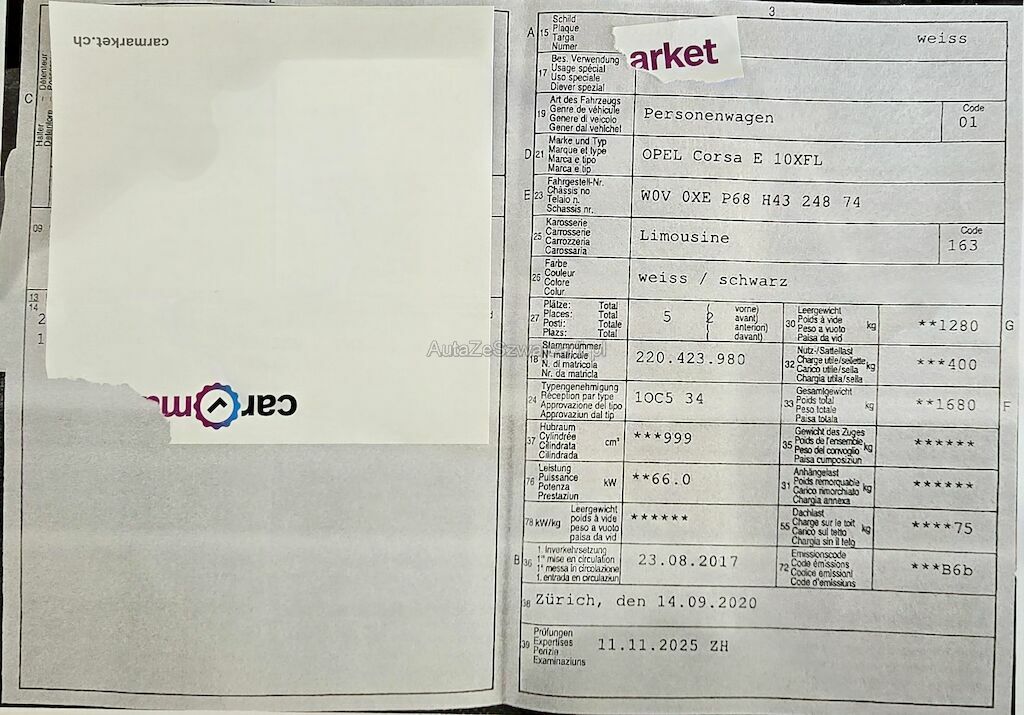 carmarket.ch
C
Halter
Détenteur
09
13
14
2
1
car ma
AutaZeSzwajcarii.pl
3
A 15 Schild
Plaque
Targa
Numer
arket
weiss
17 Bes. Verwendung
Usage spécial
Uso speciale
Diever spezial
19 Art des Fahrzeugs
Genre de véhicule
Genere di veicolo
Gener dal vehichel
Personenwagen
Code
01
D 21 Marke und Typ
Marque et type
Marca e tipo
Marca e tip
OPEL Corsa E 10XFL
E 23 Fahrgestell-Nr.
Châssis no
Telaio n.
Schassis nr.
W0V 0XE P68 H43 248 74
25 Karosserie
Carrosserie
Carrozzeria
Carossaria
Limousine
Code
163
26 Farbe
Couleur
Colore
Colur
weiss / schwarz
27 Plätze: Total
Places: Total
Posti: Totale
Plazs: Total
5 ( 2 vorne)
avant)
anteriori)
davant)
30 Leergewicht
Poids à vide
Peso a vuoto
Paisa da vid
kg
**1280
G
18 Stammnummer
N° matricule
N. di matricola
Nr. da matricla
220.423.980
32 Nutz-/Sattellast
Charge utile/sellette
Carico utile/sella
Chargia utila/sella
kg
***400
24 Typengenehmigung
Réception par type
Approvazione del tipo
Approvaziun dal tip
1OC5 34
33 Gesamtgewicht
Poids total
Peso totale
Paisa totala
kg
**1680
F
37 Hubraum
Cylindrée
Cilindrata
Cilindrada
cm³
***999
35 Gewicht des Zuges
Poids de l'ensemble
Peso del convoglio
Paisa cumposiziun
kg
******
76 Leistung
Puissance
Potenza
Prestaziun
kW
**66.0
31 Anhängelast
Poids remorquable
Carico rimorchiato
Chargia annexa
kg
******
78 kW/kg Leergewicht
poids à vide
peso a vuoto
paisa da vid
******
55 Dachlast
Charge sur le toit
Carico sul tetto
Chargia sin il tetg
kg
****75
B 36 1. Inverkehrsetzung
1re mise en circulation
1a messa in circolazione
1. entrada en circulaziun
23.08.2017
72 Emissionscode
Code émissions
Codice emissioni
Code d'emissiuns
***B6b
38 Zürich, den 14.09.2020
39 Prüfungen
Expertises
Perizie
Examinaziuns
11.11.2025 ZH